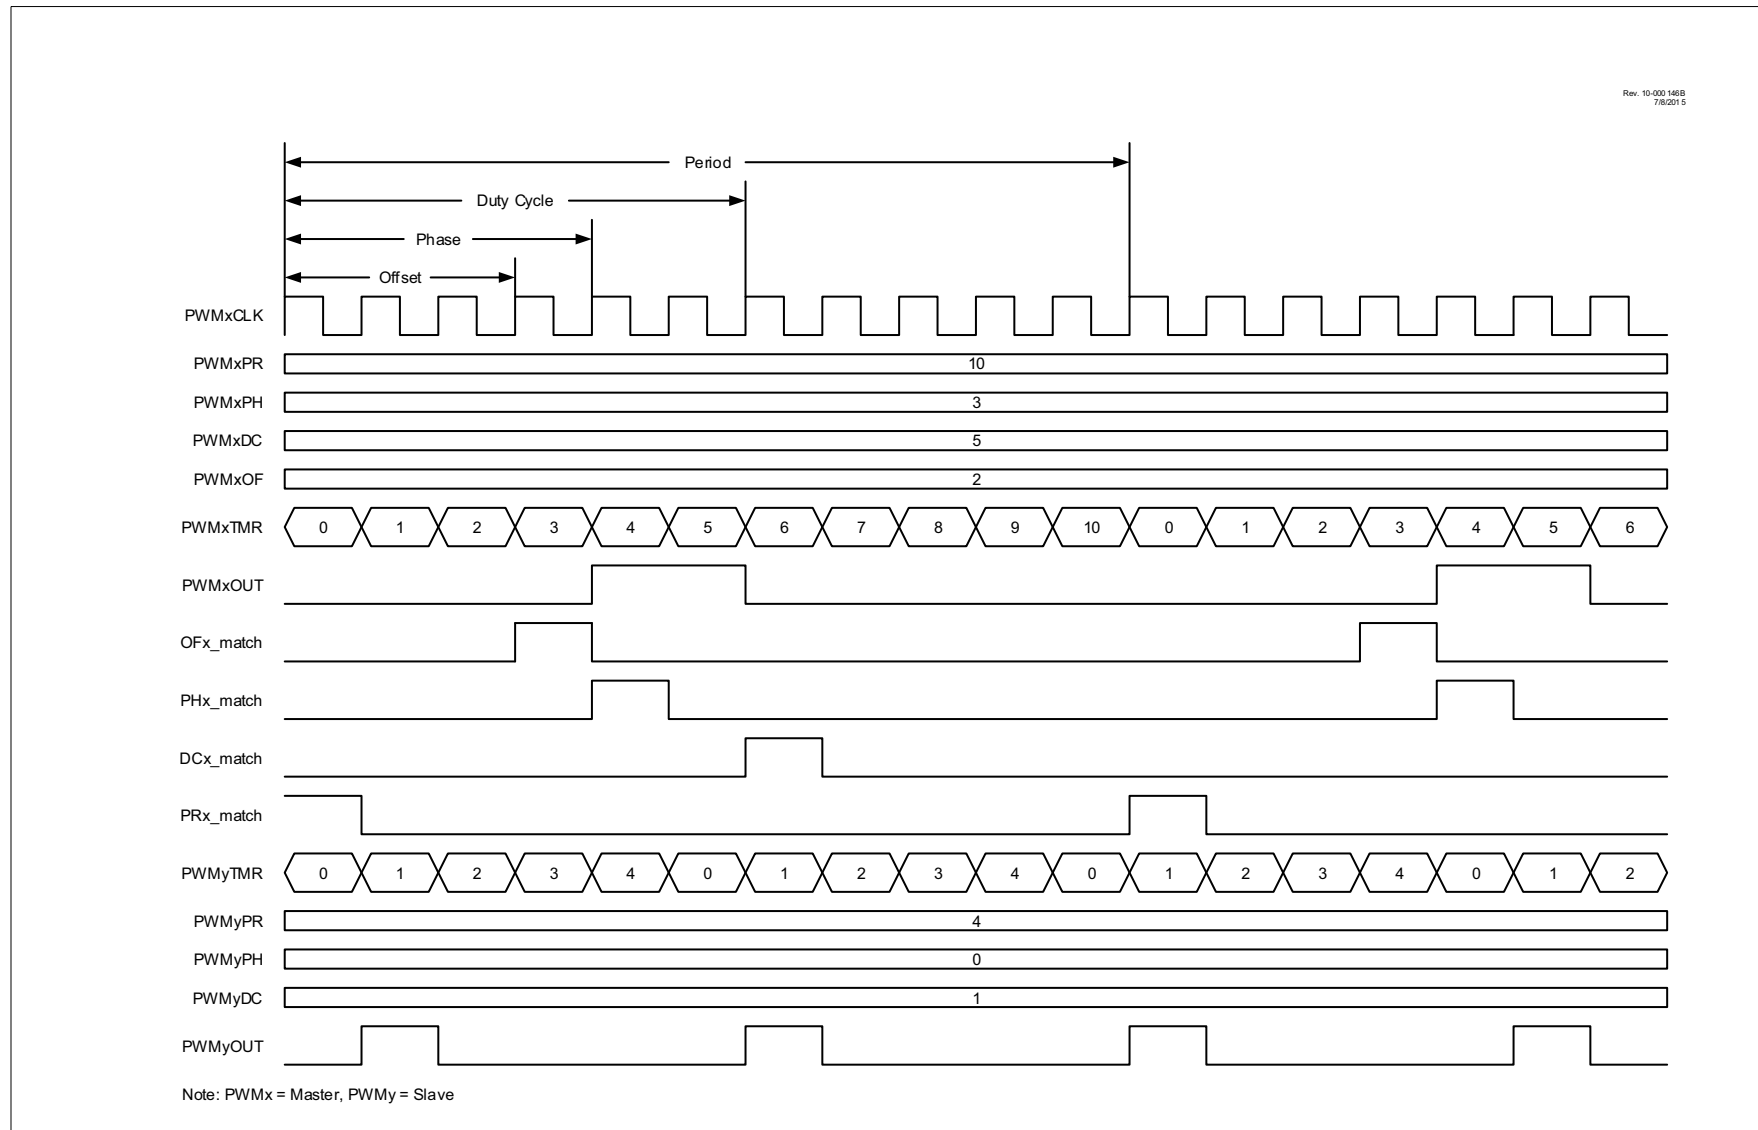 Rev. 10-000 146B
7/8/201 5
Period
Duty Cycle
Phase
Offset
PWMxCLK
PWMxPR 10
PWMxPH 3
PWMxDC 5
PWMxOF 2
PWMxTMR 0 1 2 3 4 5 6 7 8 9 10 0 1 2 3 4 5 6
PWMxOUT
OFx_match
PHx_match
DCx_match
PRx_match
PWMyTMR 0 1 2 3 4 0 1 2 3 4 0 1 2 3 4 0 1 2
PWMyPR 4
PWMyPH 0
PWMyDC 1
PWMyOUT
Note: PWMx = Master, PWMy = Slave